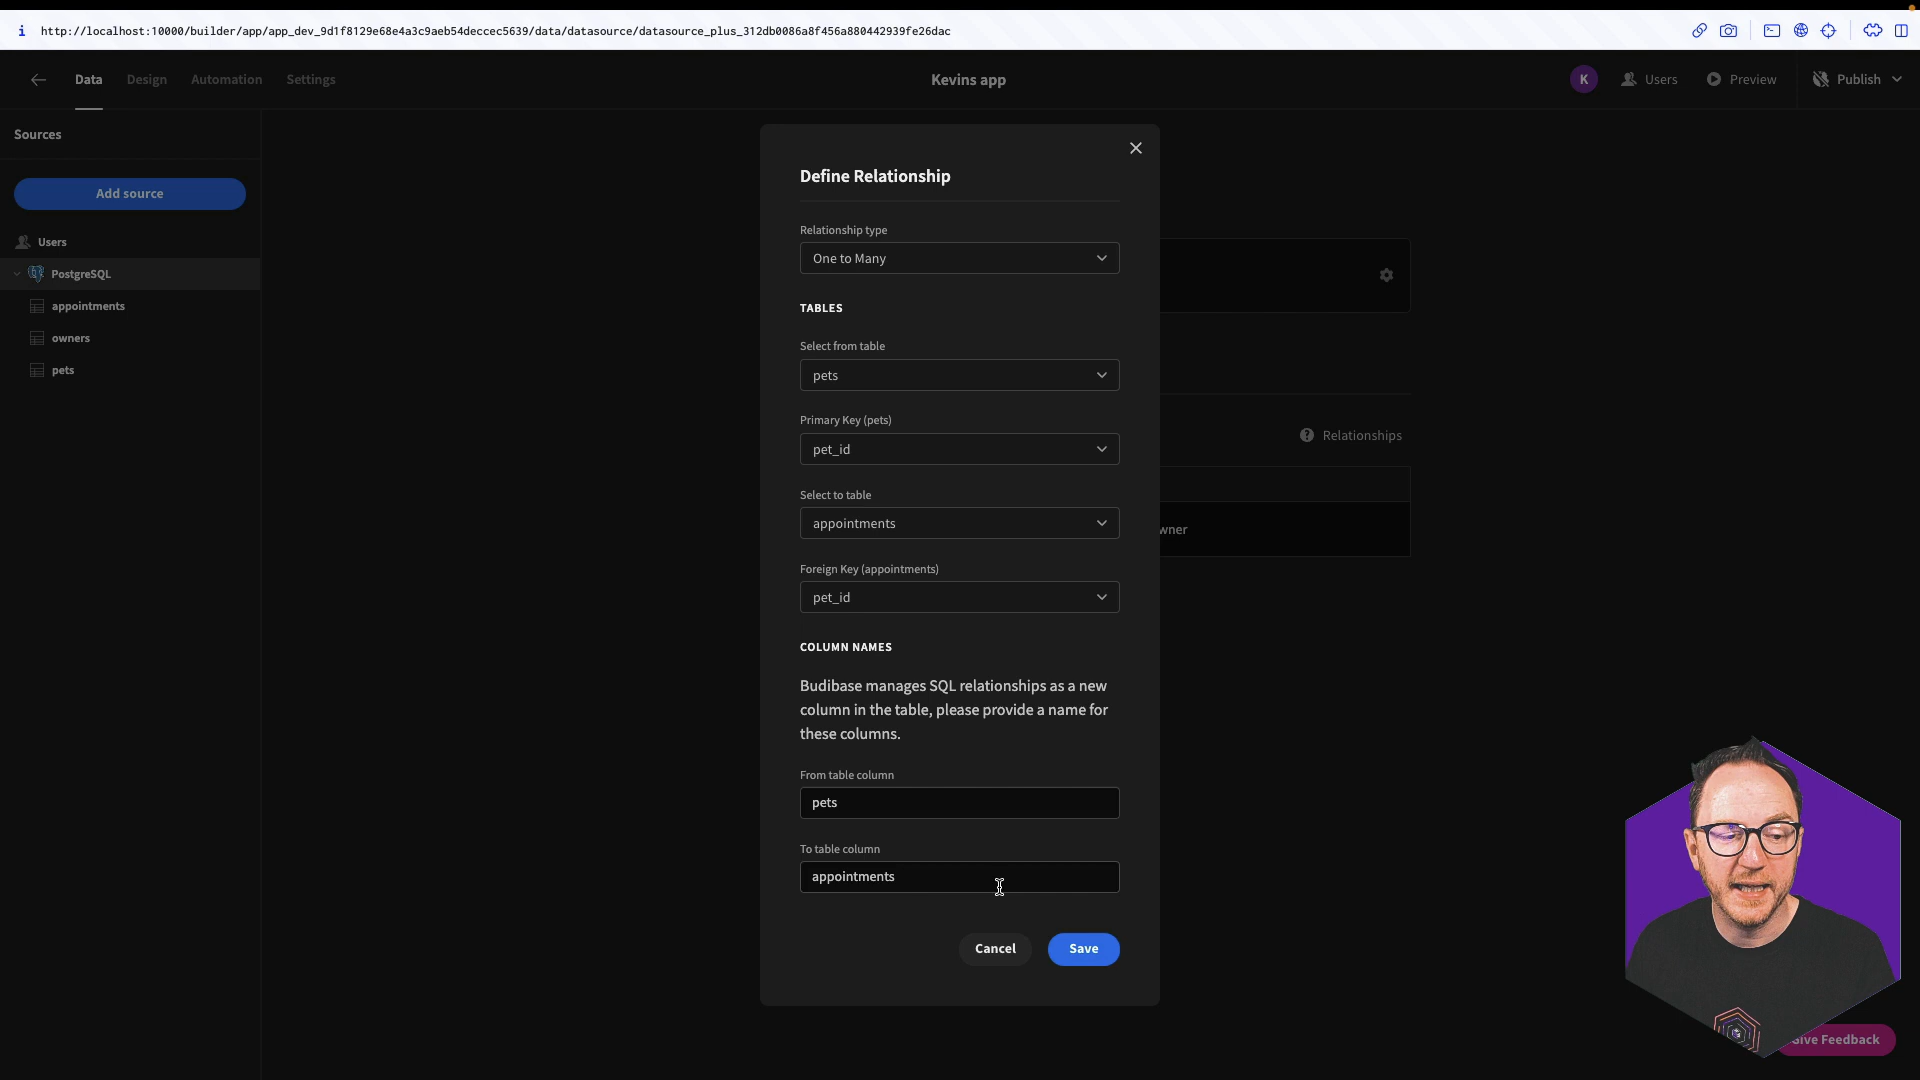 i http://localhost:10000/builder/app/app_dev_9d1f8129e68e4a3c9aeb54deccec5639/data/datasource/datasource_plus_312db0086a8f456a880442939fe26dac
Data Design Automation Settings Kevins app K Users Preview Publish
Sources
Add source
Users
PostgreSQL
appointments
owners
pets
Define Relationship
Relationship type
One to Many
TABLES
Select from table
pets
Primary Key (pets)
pet_id
Select to table
appointments
Foreign Key (appointments)
pet_id
COLUMN NAMES
Budibase manages SQL relationships as a new
column in the table, please provide a name for
these columns.
From table column
pets
To table column
appointments
Cancel Save
Relationships
wner
Give Feedback